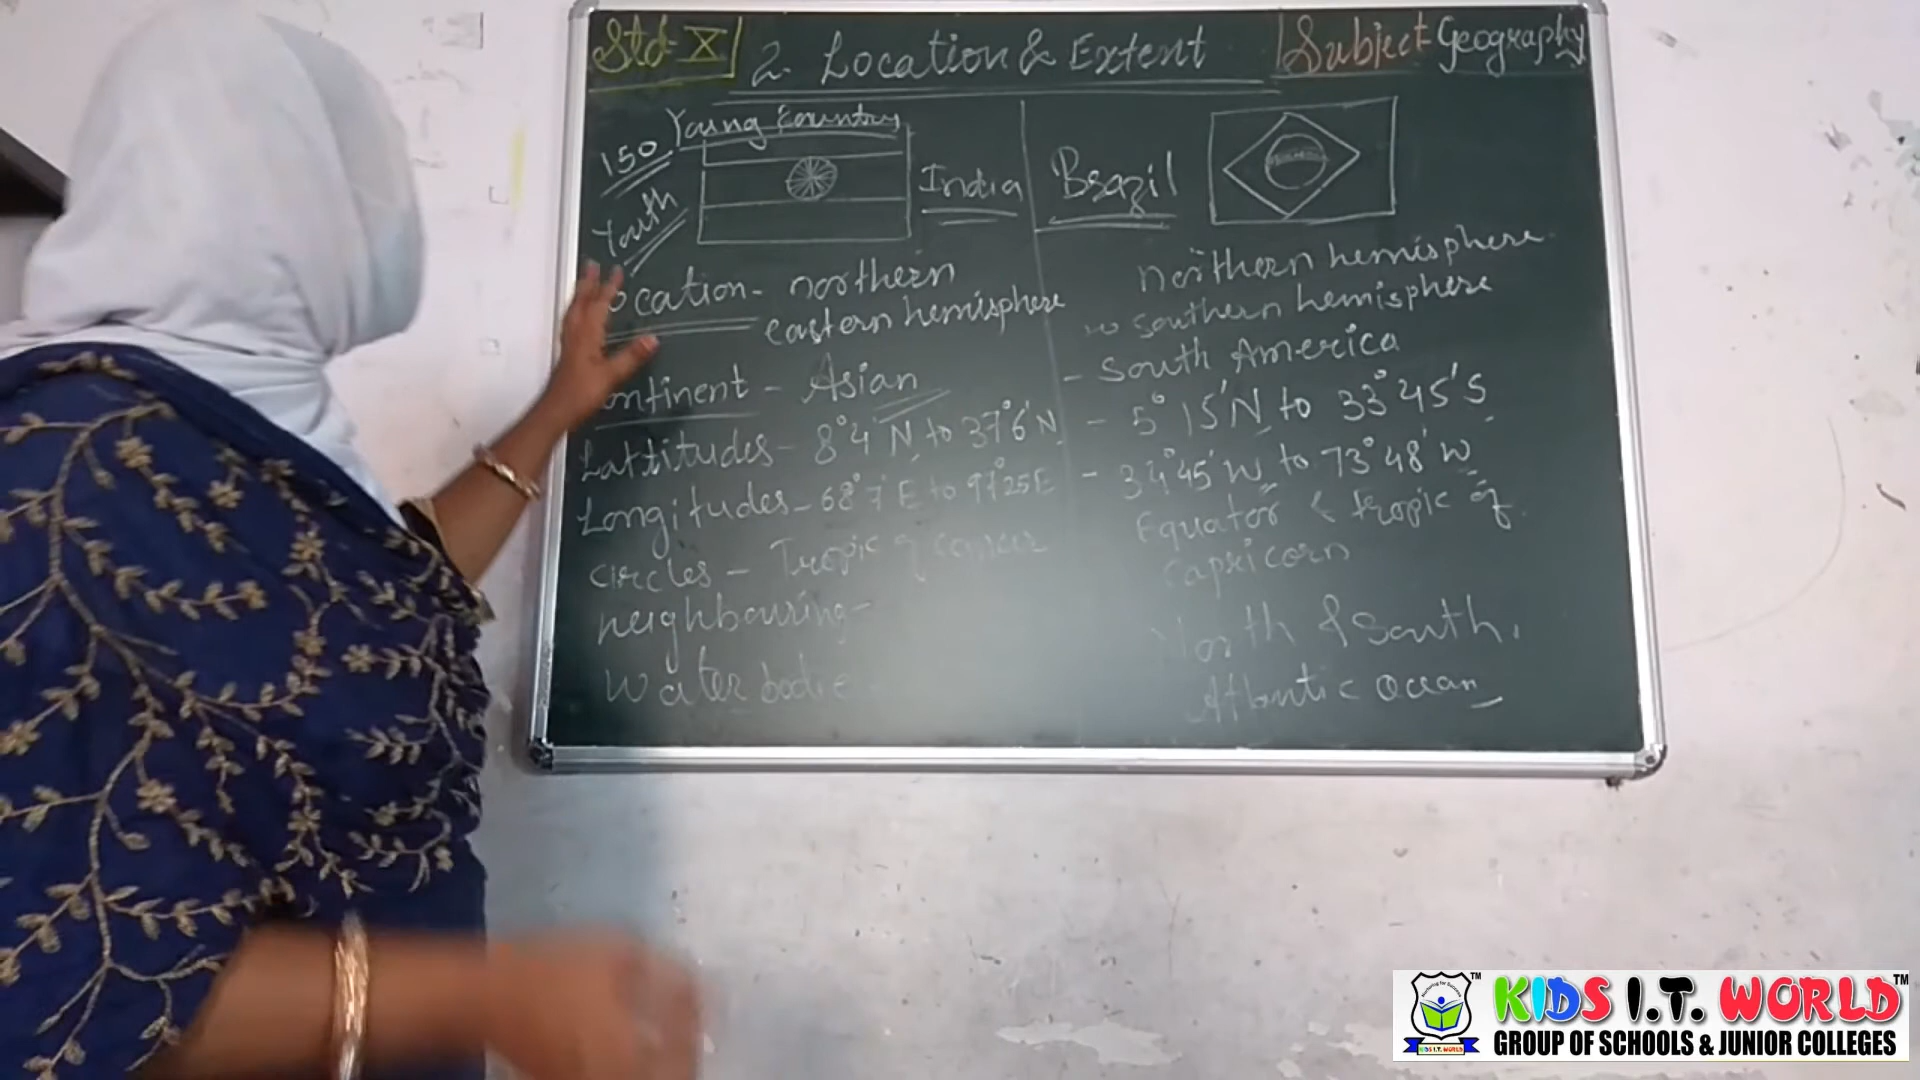 Std-X
2. Location & Extent
Subject-Geography
150 Young Country
Youth
India
Brazil
ocation- northern
eastern hemisphere
northern hemisphere
southern hemisphere
ontinent - Asian
- South America
Lattitudes- 8°4'N to 37°6'N - 5°15'N to 33°45'S
Longitudes- 68°7'E to 97°25'E - 34°45'W to 73°48'W
circles - Tropic of cancer
Equator & tropic of
capricorn
neighbouring-
North & South
water bodie
Atlantic ocean
KIDS I.T. WORLD™
GROUP OF SCHOOLS & JUNIOR COLLEGES